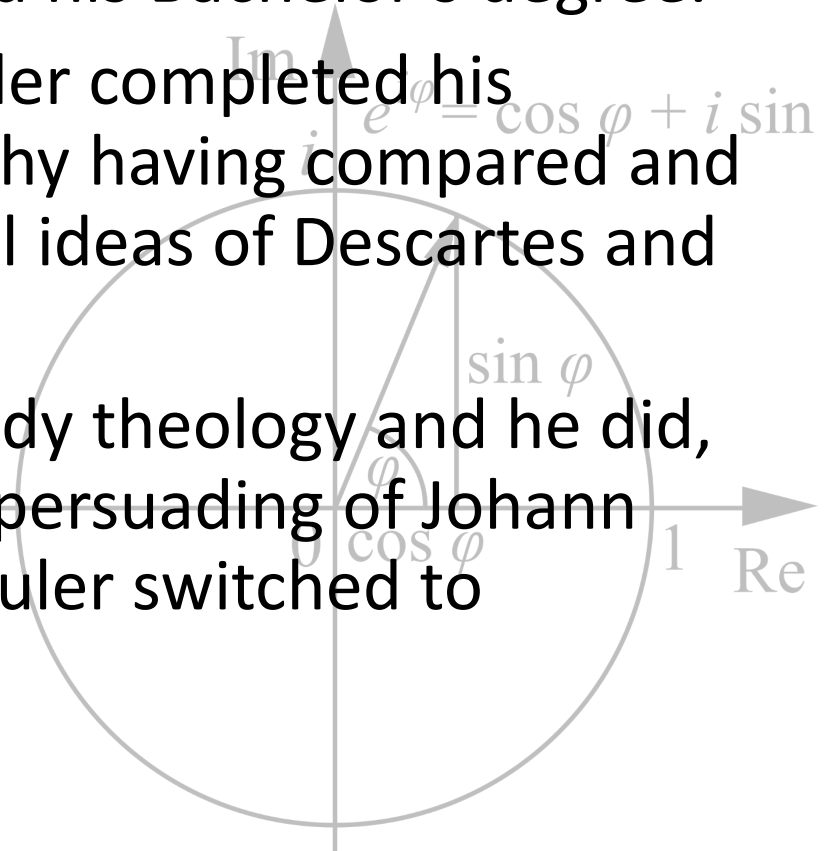 his Bachelor's degree.
ler completed his
hy having compared and
l ideas of Descartes and
dy theology and he did,
persuading of Johann
uler switched to
Im
e^iφ = cos φ + i sin
i
sin φ
φ
0 cos φ
1
Re